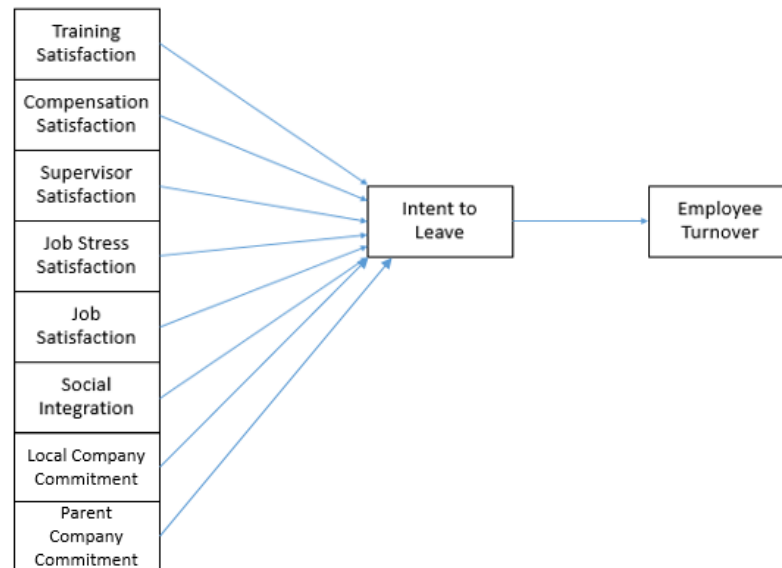 Training
Satisfaction
Compensation
Satisfaction
Supervisor
Satisfaction
Job Stress
Satisfaction
Job
Satisfaction
Social
Integration
Local Company
Commitment
Parent
Company
Commitment
Intent to
Leave
Employee
Turnover